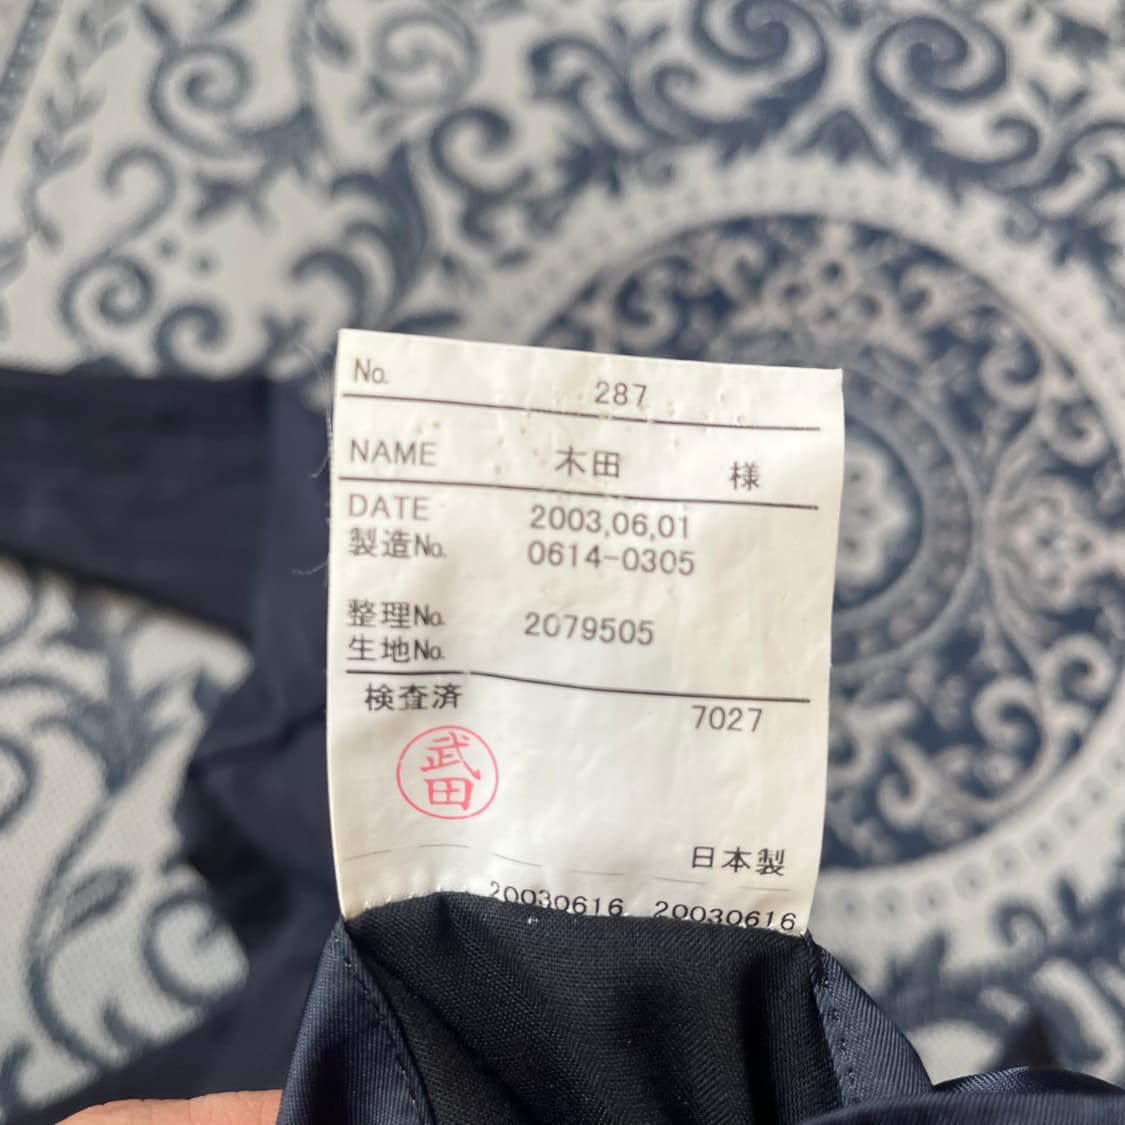 No. 287
NAME 木田 様
DATE 2003,06,01
製造No. 0614-0305
整理No. 2079505
生地No.
検査済 7027
武田
日本製
20030616 20030616